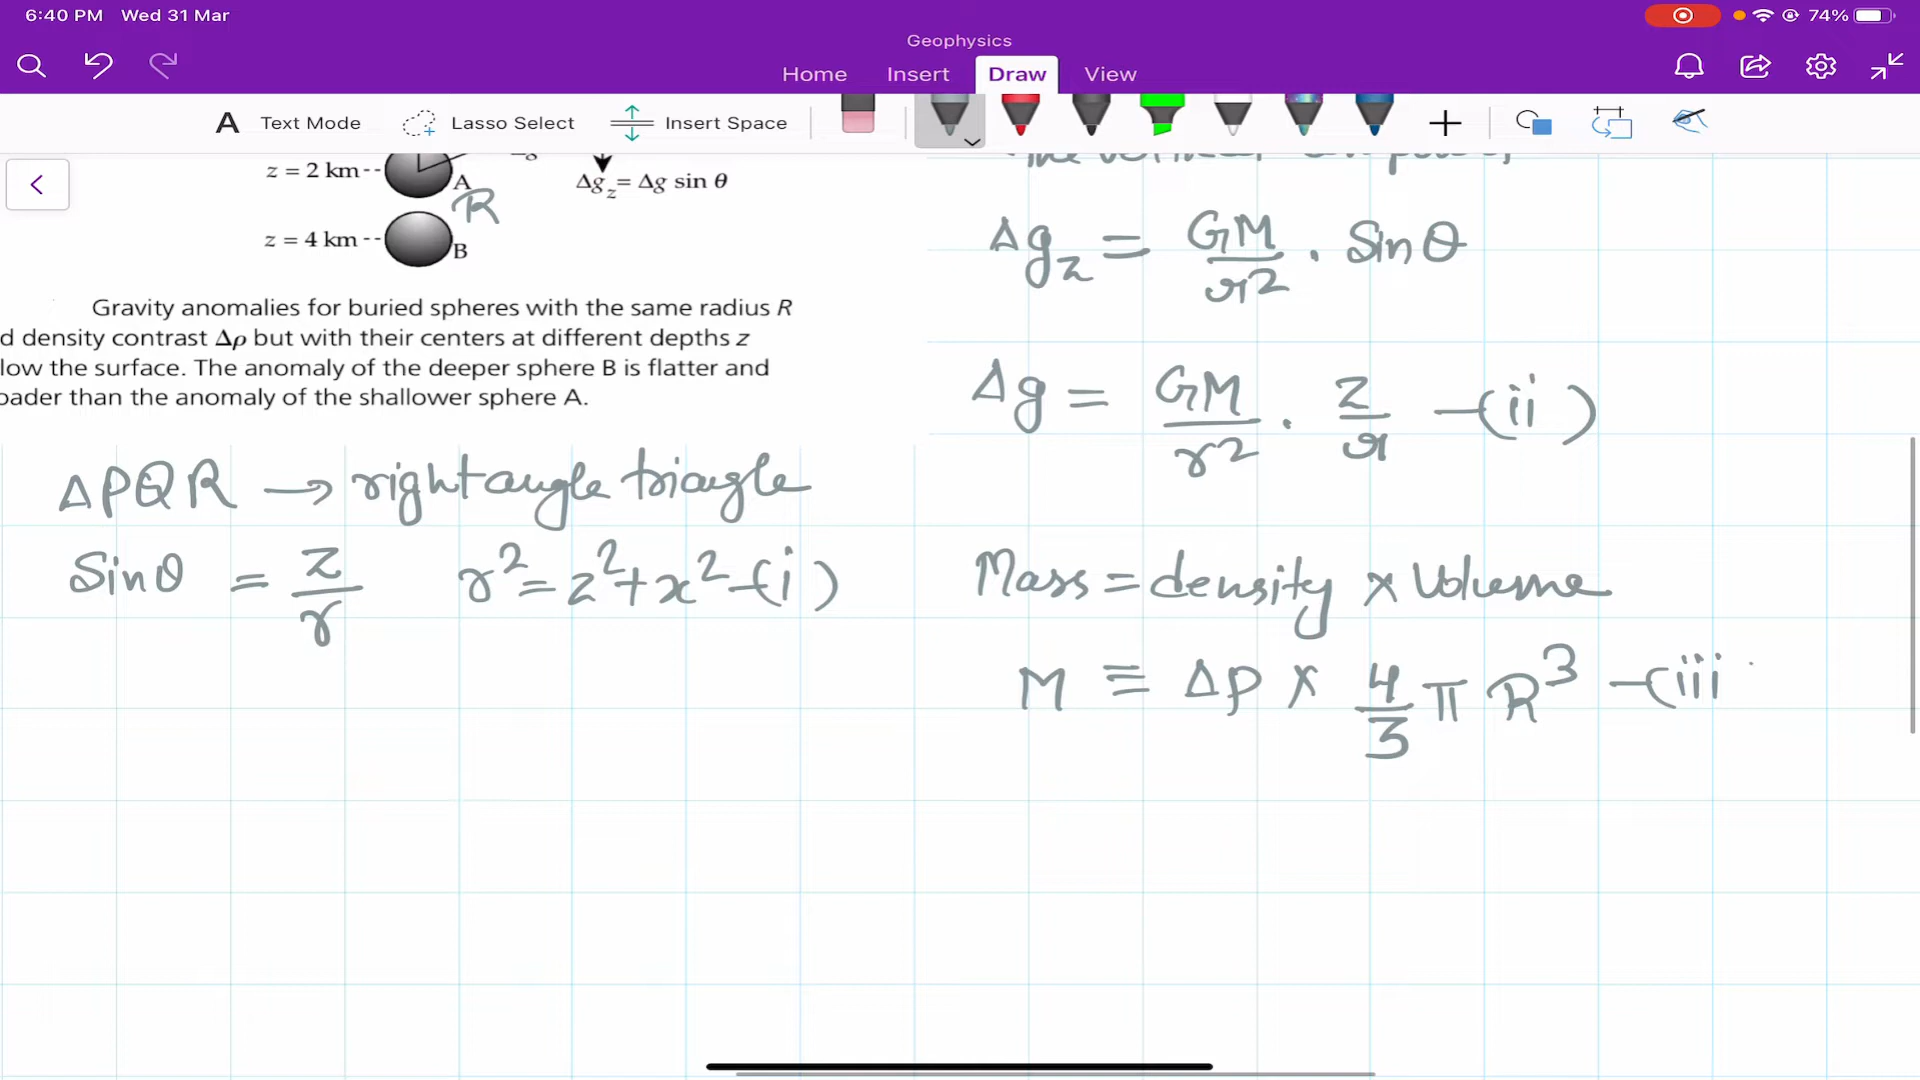 6:40 PM Wed 31 Mar
74%
Geophysics
Home Insert Draw View
Text Mode Lasso Select Insert Space
z = 2 km--
A
R
Δg_z = Δg sin θ
z = 4 km--
B
Gravity anomalies for buried spheres with the same radius R
d density contrast Δρ but with their centers at different depths z
low the surface. The anomaly of the deeper sphere B is flatter and
oader than the anomaly of the shallower sphere A.
ΔPQR → right angle triangle
Sinθ = z/r r² = z² + x² -(i)
Δg_z = GM/r² . Sinθ
Δg = GM/r² . z/r -(ii)
Mass = density x Volume
M ≡ Δρ x 4/3 π R³ -(iii